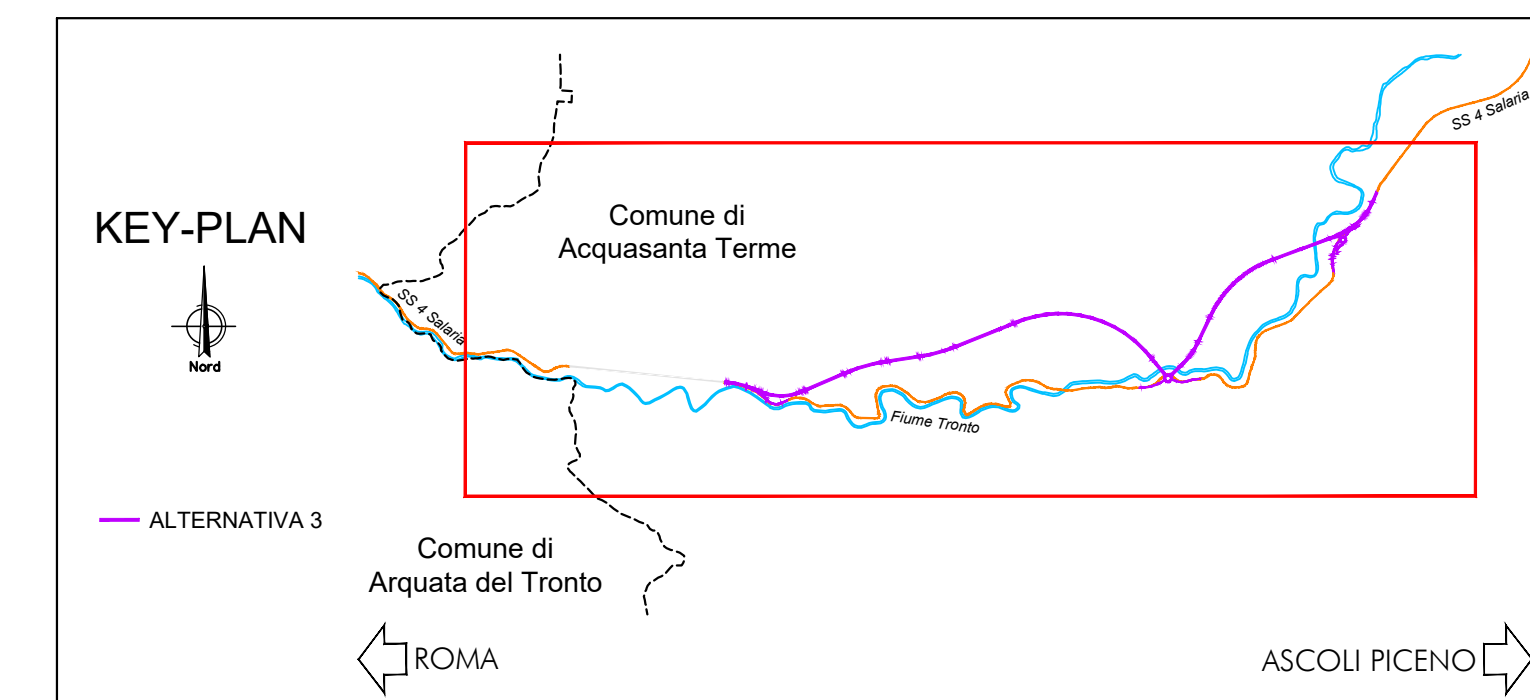 SS 4 Salaria
KEY-PLAN
Comune di
Acquasanta Terme
SS 4 Salaria
Nord
Fiume Tronto
ALTERNATIVA 3
Comune di
Arquata del Tronto
ROMA
ASCOLI PICENO